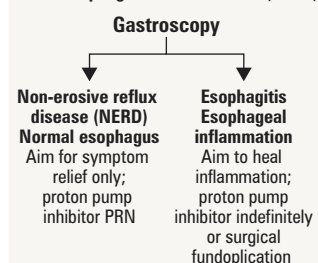 Gastroscopy
Non-erosive reflux
disease (NERD)
Normal esophagus
Aim for symptom
relief only;
proton pump
inhibitor PRN
Esophagitis
Esophageal
inflammation
Aim to heal
inflammation;
proton pump
inhibitor indefinitely
or surgical
fundoplication